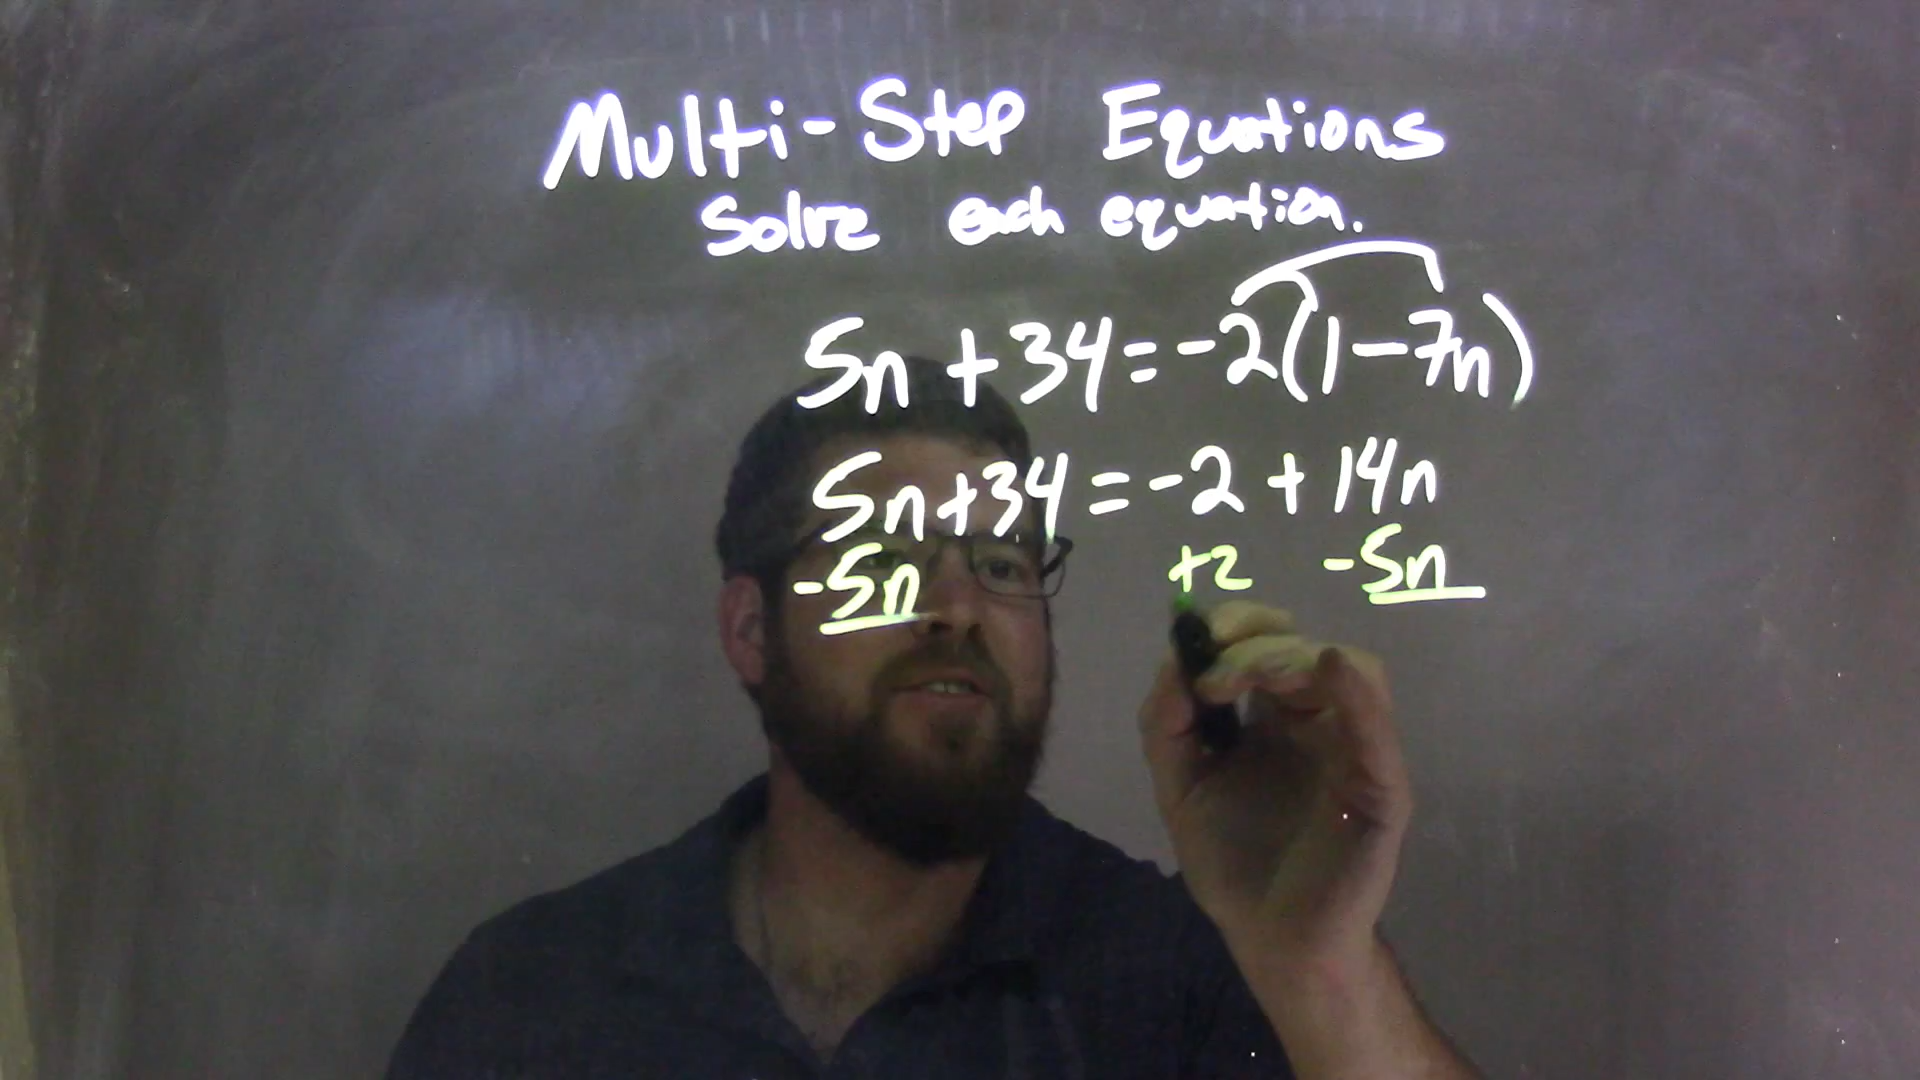 Multi-Step Equations
Solve each equation.
5n+34=-2(1-7n)
5n+34=-2+14n
-5n +2 -5n